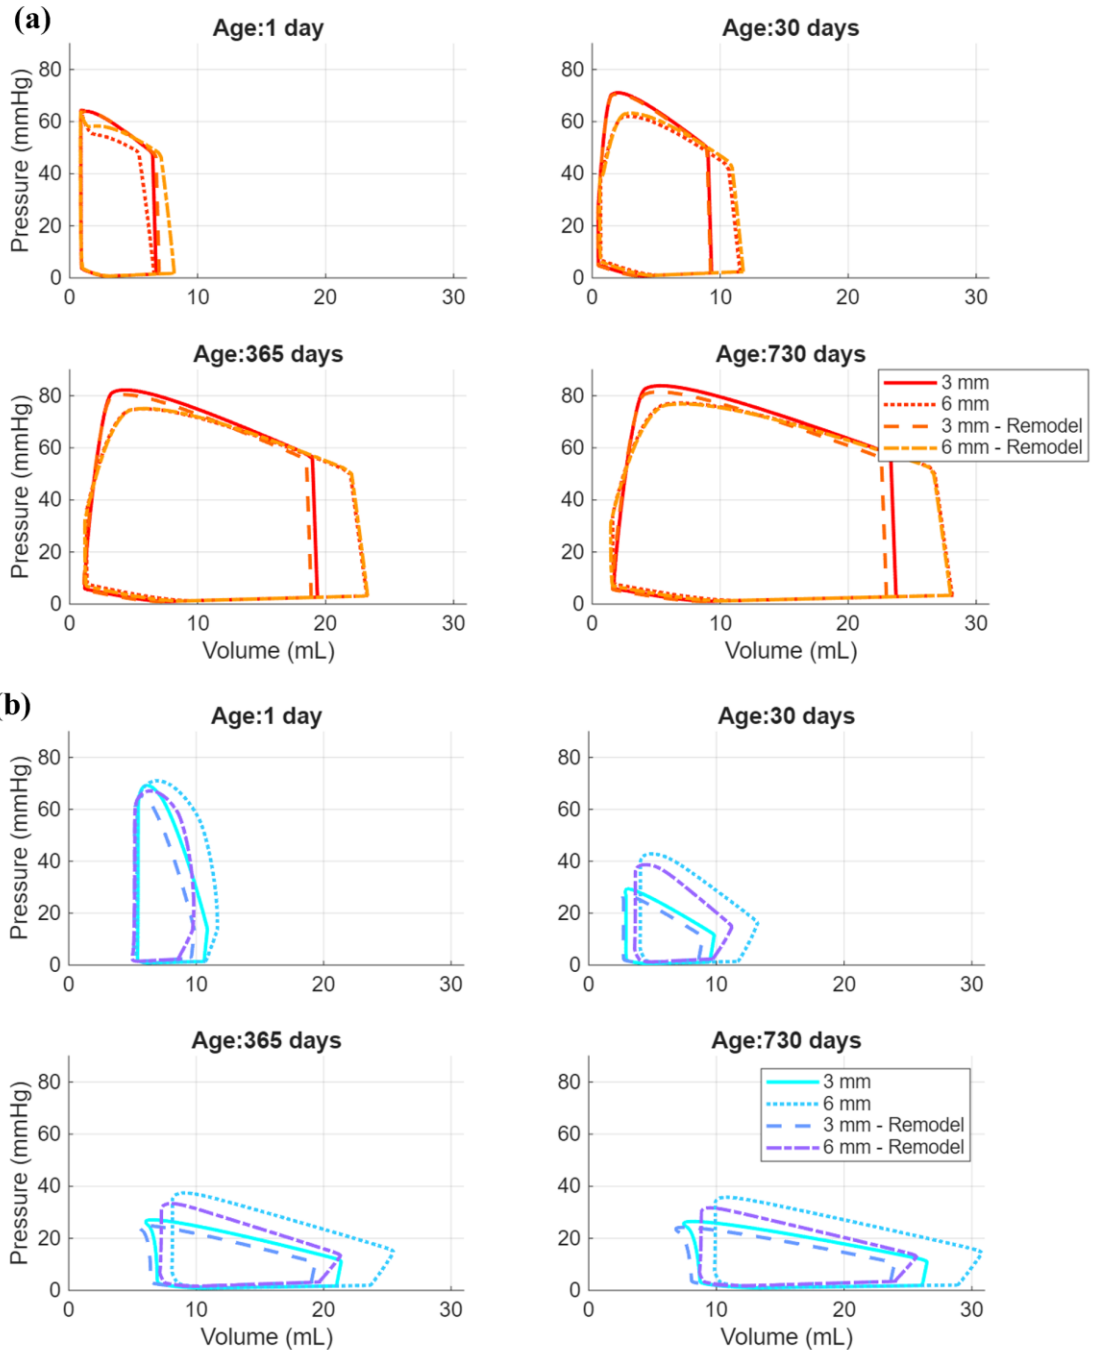 (a)
Age:1 day
Age:30 days
Pressure (mmHg)
80
60
40
20
0
0 10 20 30
80
60
40
20
0
0 10 20 30
Age:365 days
Age:730 days
Pressure (mmHg)
80
60
40
20
0
0 10 20 30
Volume (mL)
80
60
40
20
0
0 10 20 30
Volume (mL)
3 mm
6 mm
3 mm - Remodel
6 mm - Remodel
(b)
Age:1 day
Age:30 days
Pressure (mmHg)
80
60
40
20
0
0 10 20 30
80
60
40
20
0
0 10 20 30
Age:365 days
Age:730 days
Pressure (mmHg)
80
60
40
20
0
0 10 20 30
Volume (mL)
80
60
40
20
0
0 10 20 30
Volume (mL)
3 mm
6 mm
3 mm - Remodel
6 mm - Remodel